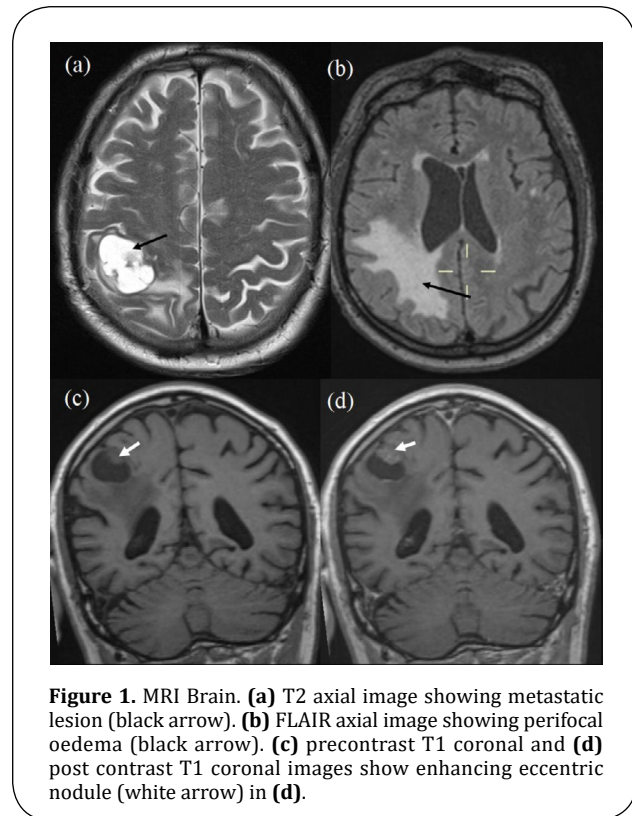 (a)
(b)
(c)
(d)
Figure 1. MRI Brain. (a) T2 axial image showing metastatic
lesion (black arrow). (b) FLAIR axial image showing perifocal
oedema (black arrow). (c) precontrast T1 coronal and (d)
post contrast T1 coronal images show enhancing eccentric
nodule (white arrow) in (d).